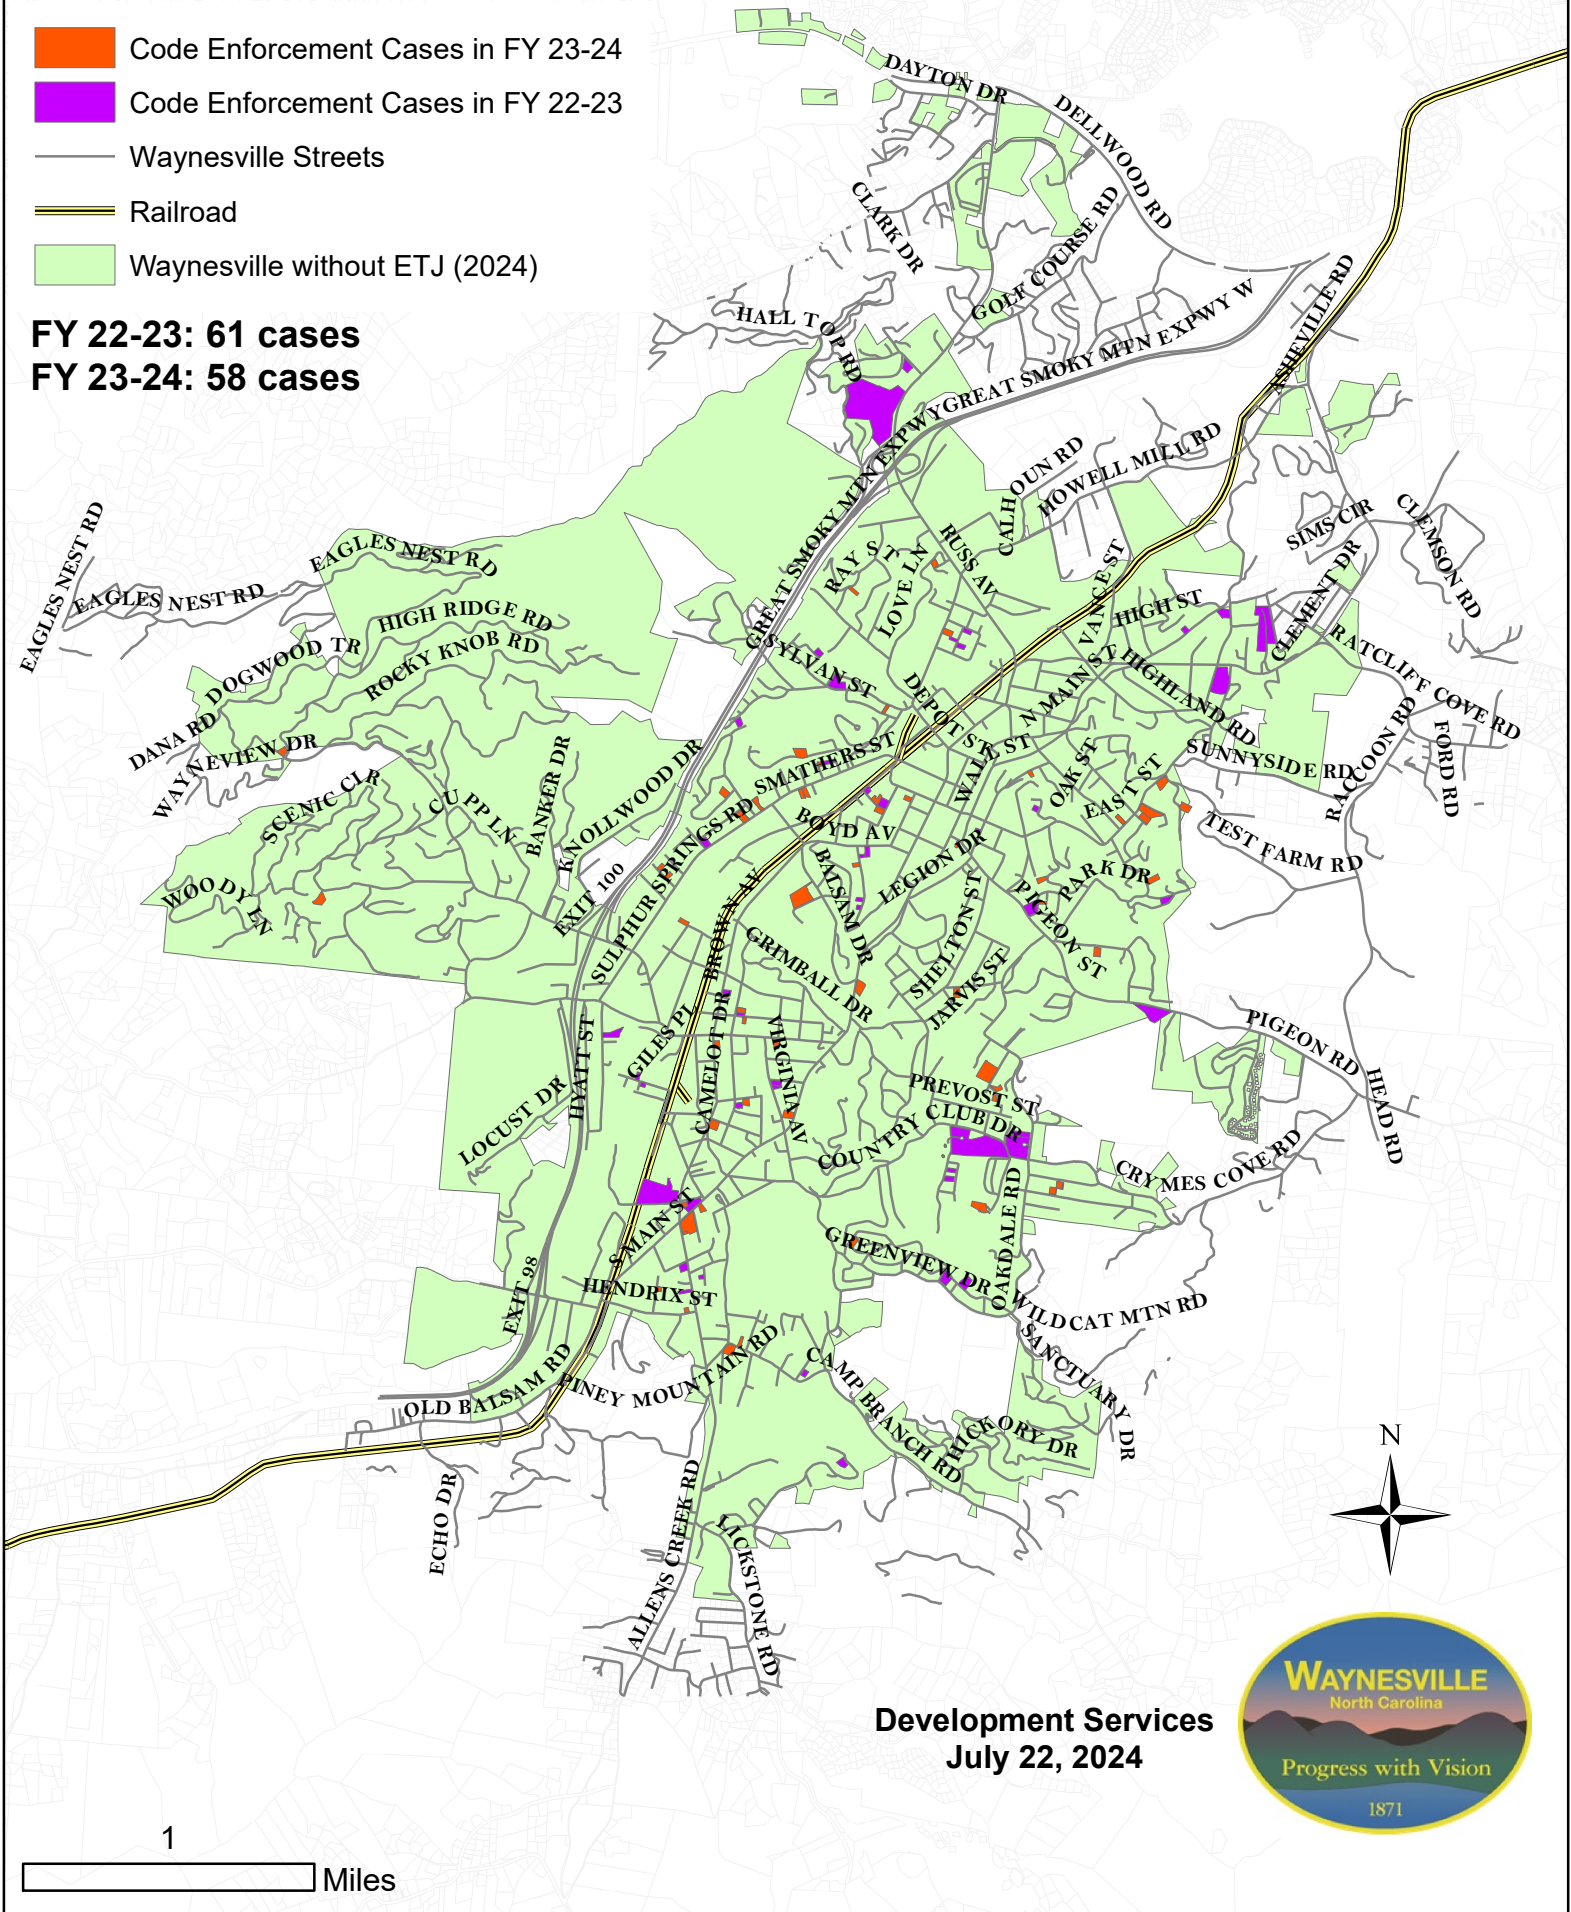 Code Enforcement Cases in FY 23-24
Code Enforcement Cases in FY 22-23
Waynesville Streets
Railroad
Waynesville without ETJ (2024)
FY 22-23: 61 cases
FY 23-24: 58 cases
DAYTON DR
DELLWOOD RD
CLARK DR
GOLF COURSE RD
HALL TOP RD
GREAT SMOKY MTN EXPWY W
ASHEVILLE RD
GREAT SMOKY MTN EXPWY
CALHOUN RD
HOWELL MILL RD
SIMS CIR
CLEMSON RD
EAGLES NEST RD
EAGLES NEST RD
EAGLES NEST RD
RAY ST
LOVE LN
RUSS AV
VANCE ST
HIGH ST
CLEMENT DR
RATCLIFF COVE RD
HIGH RIDGE RD
DOGWOOD TR
ROCKY KNOB RD
SYLVAN ST
DEPOT ST
N MAIN ST
HIGHLAND RD
DANA RD
WAYNEVIEW DR
SCENIC CIR
CUPP LN
BANKER DR
KNOLLWOOD DR
SMATHERS ST
WALL ST
OAK ST
EAST ST
SUNNYSIDE RD
RACCOON RD
FORD RD
BOYD AV
TEST FARM RD
WOODY LN
EXIT 100
SULPHUR SPRINGS RD
BROWN AV
BALSAM DR
LEGION DR
SHELTON ST
PARK DR
PIGEON ST
GRIMBALL DR
JARVIS ST
HYATT ST
GILES PL
CAMELOT DR
VIRGINIA AV
PIGEON RD
HEAD RD
LOCUST DR
PREVOST ST
COUNTRY CLUB DR
CRYMES COVE RD
S MAIN ST
OAKDALE RD
GREENVIEW DR
EXIT 98
HENDRIX ST
WILDCAT MTN RD
SANCTUARY DR
OLD BALSAM RD
PINEY MOUNTAIN RD
CAMP BRANCH RD
HICKORY DR
ECHO DR
ALLENS CREEK RD
LICKSTONE RD
N
WAYNESVILLE
North Carolina
Progress with Vision
1871
Development Services
July 22, 2024
1
Miles